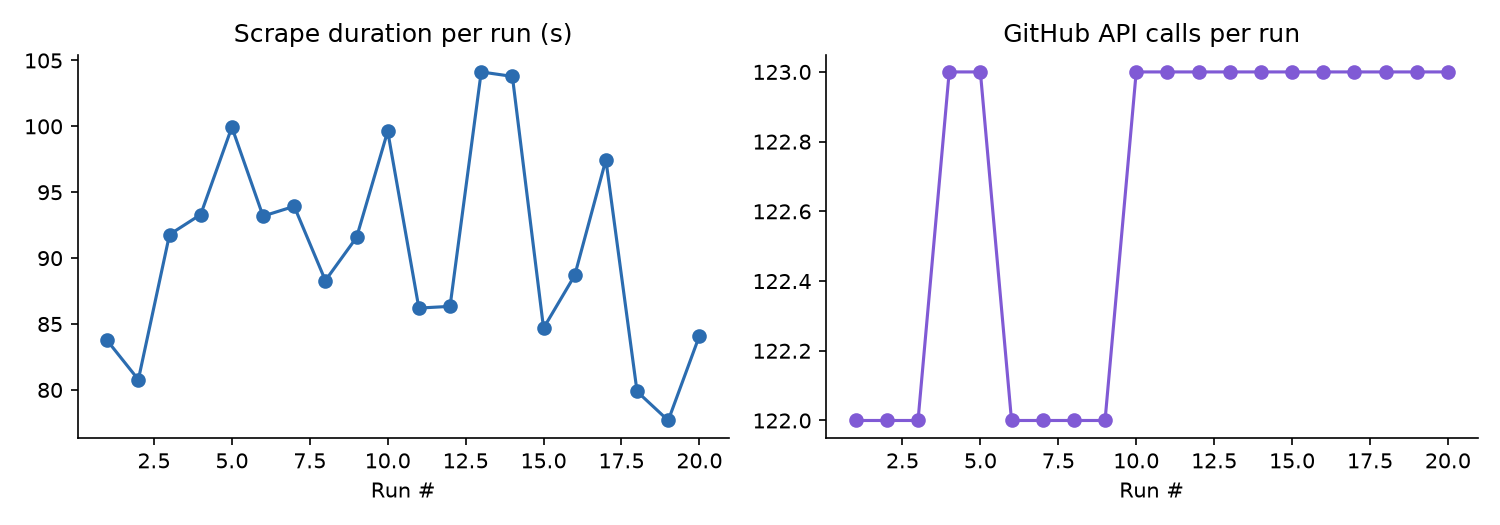 Scrape duration per run (s)
105
100
95
90
85
80
2.5 5.0 7.5 10.0 12.5 15.0 17.5 20.0
Run #
GitHub API calls per run
123.0
122.8
122.6
122.4
122.2
122.0
2.5 5.0 7.5 10.0 12.5 15.0 17.5 20.0
Run #